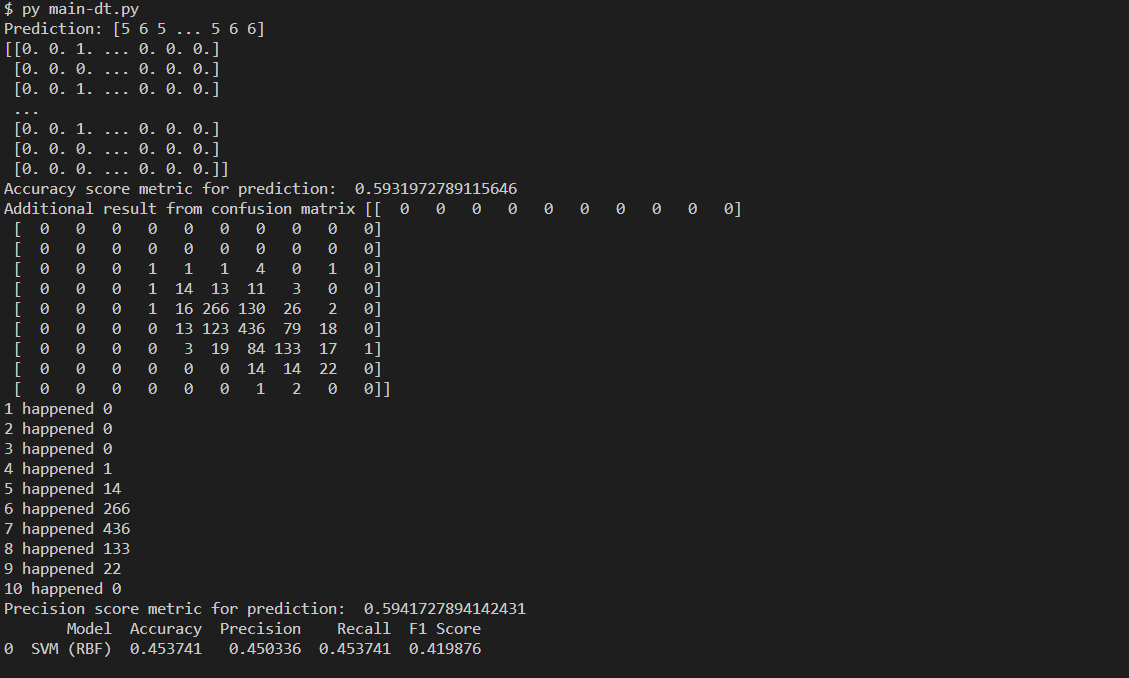 $ py main-dt.py
Prediction: [5 6 5 ... 5 6 6]
[[0. 0. 1. ... 0. 0. 0.]
 [0. 0. 0. ... 0. 0. 0.]
 [0. 0. 1. ... 0. 0. 0.]
 ...
 [0. 0. 1. ... 0. 0. 0.]
 [0. 0. 0. ... 0. 0. 0.]
 [0. 0. 0. ... 0. 0. 0.]]
Accuracy score metric for prediction:  0.5931972789115646
Additional result from confusion matrix [[  0   0   0   0   0   0   0   0   0   0]
 [  0   0   0   0   0   0   0   0   0   0]
 [  0   0   0   0   0   0   0   0   0   0]
 [  0   0   0   1   1   1   4   0   1   0]
 [  0   0   0   1  14  13  11   3   0   0]
 [  0   0   0   1  16 266 130  26   2   0]
 [  0   0   0   0  13 123 436  79  18   0]
 [  0   0   0   0   3  19  84 133  17   1]
 [  0   0   0   0   0   0  14  14  22   0]
 [  0   0   0   0   0   0   1   2   0   0]]
1 happened 0
2 happened 0
3 happened 0
4 happened 1
5 happened 14
6 happened 266
7 happened 436
8 happened 133
9 happened 22
10 happened 0
Precision score metric for prediction:  0.5941727894142431
       Model  Accuracy  Precision    Recall  F1 Score
0  SVM (RBF)  0.453741   0.450336  0.453741  0.419876